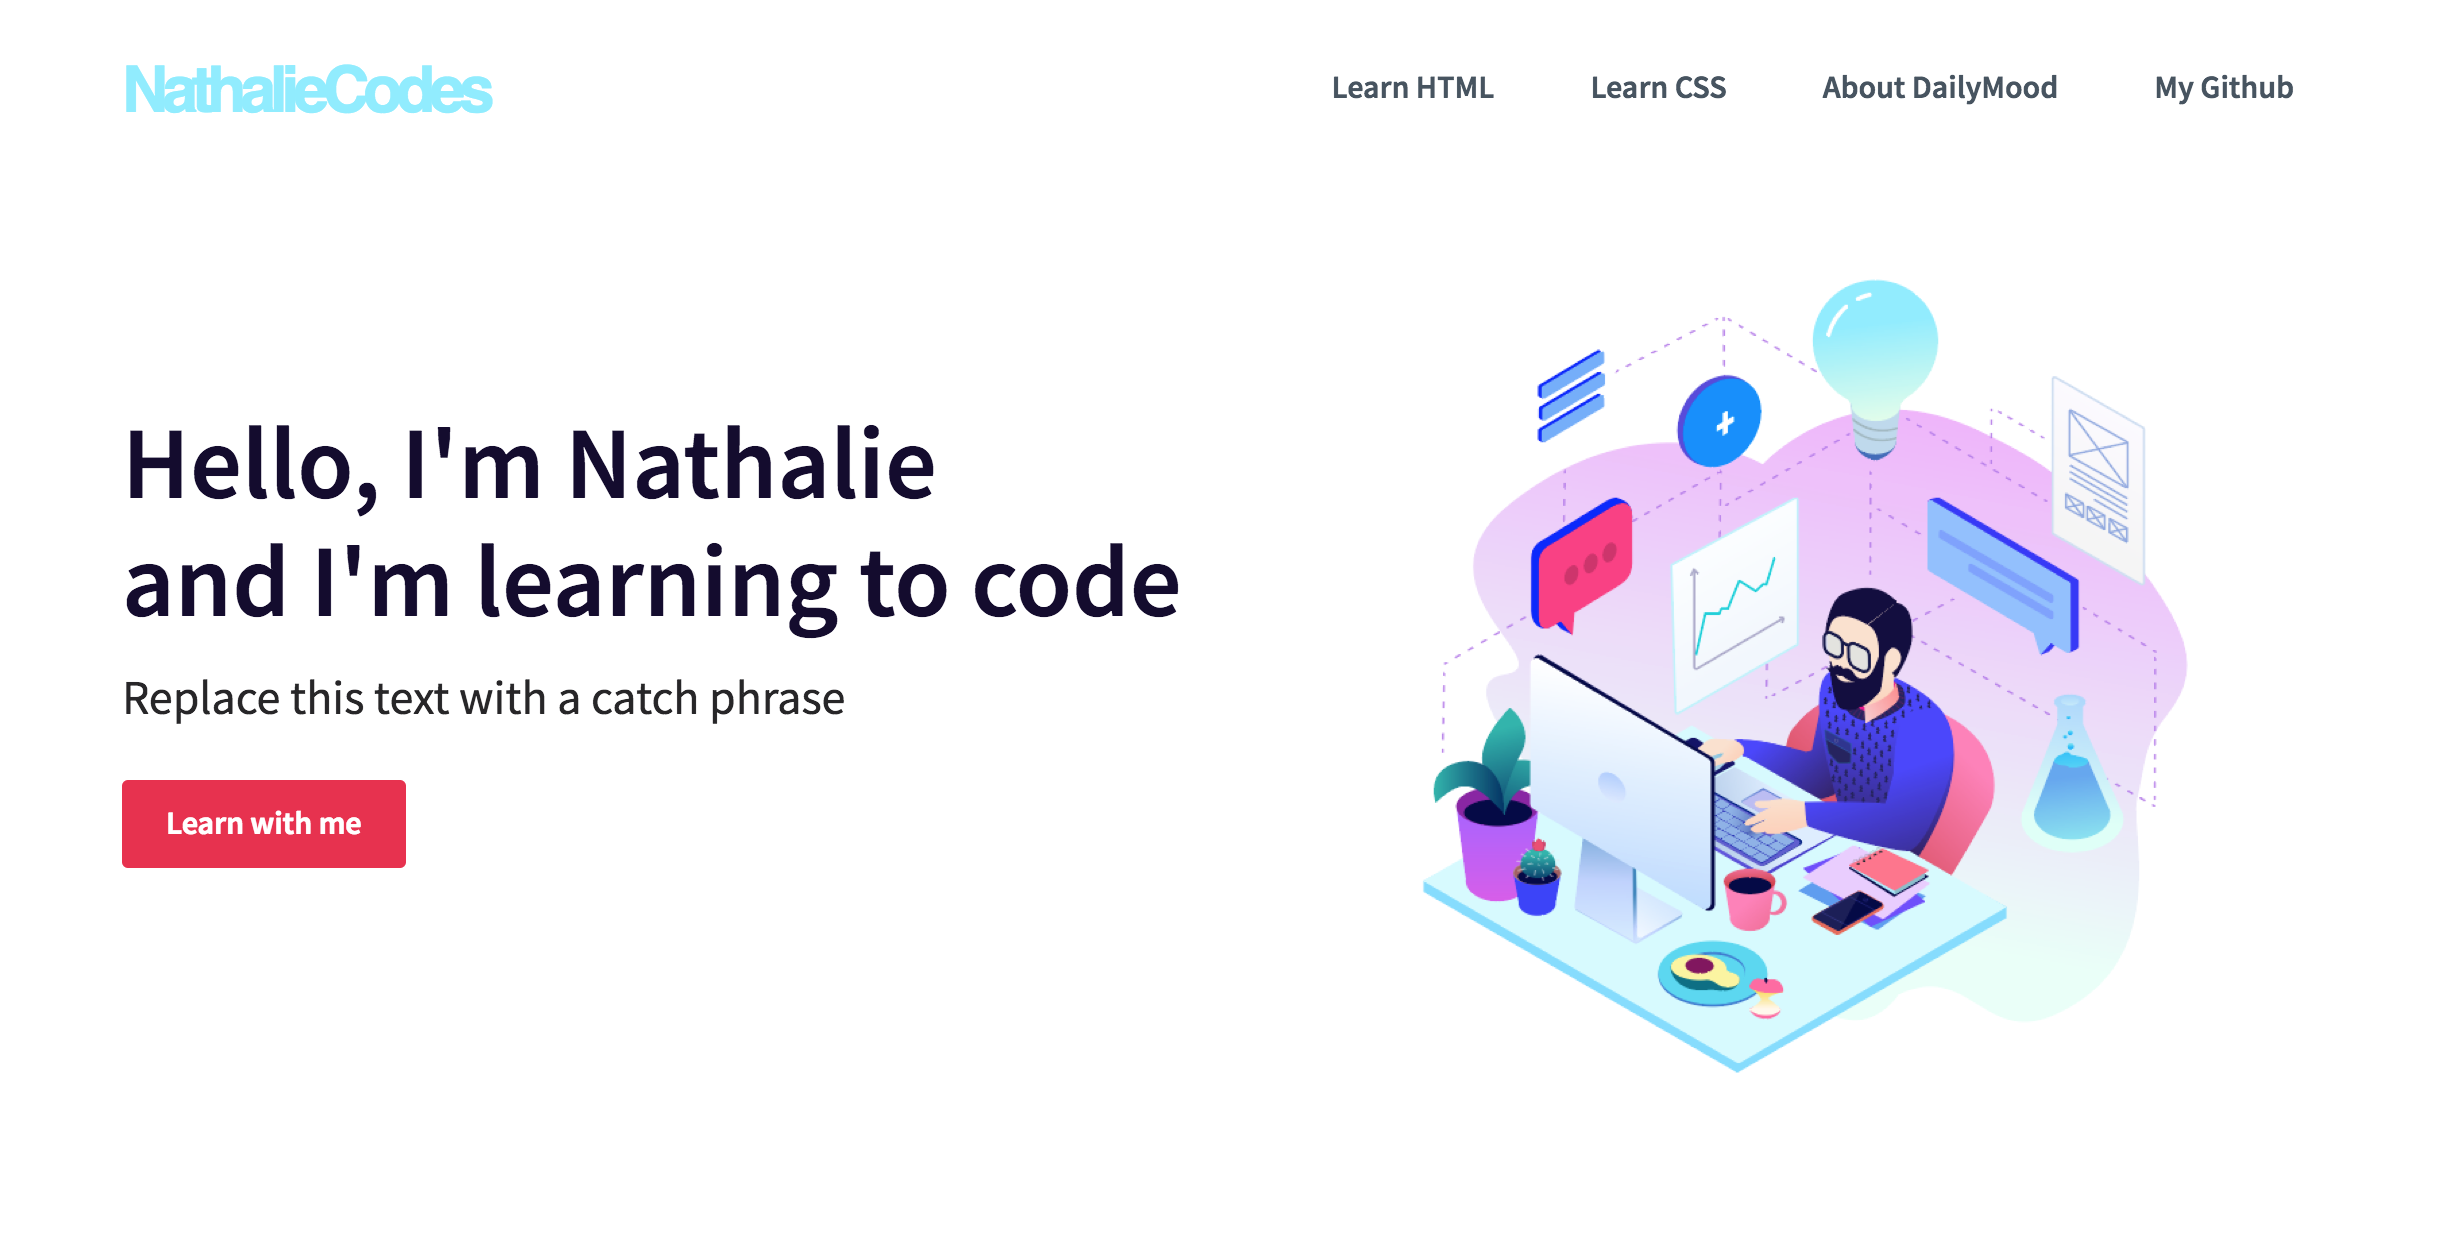 NathalieCodes
Learn HTML
Learn CSS
About DailyMood
My Github
Hello, I'm Nathalie
and I'm learning to code
Replace this text with a catch phrase
Learn with me